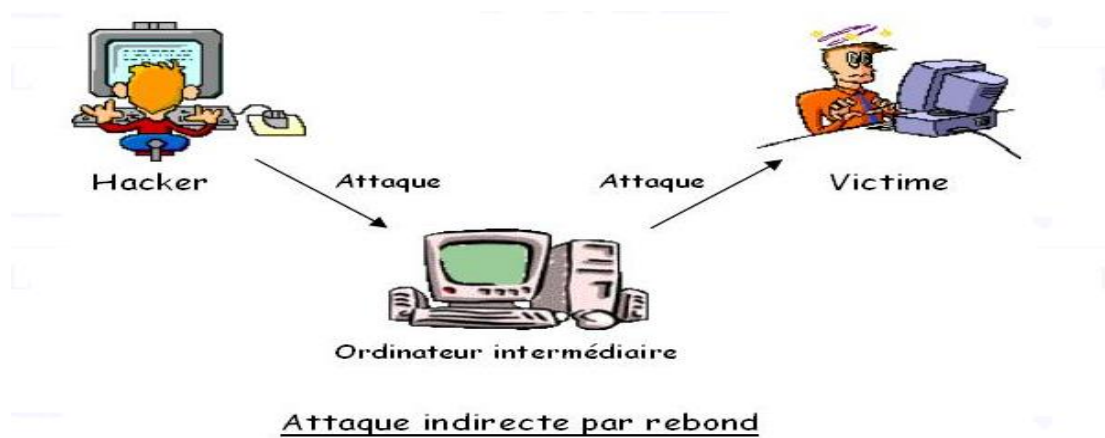 Hacker
Attaque
Attaque
Victime
Ordinateur intermédiaire
Attaque indirecte par rebond